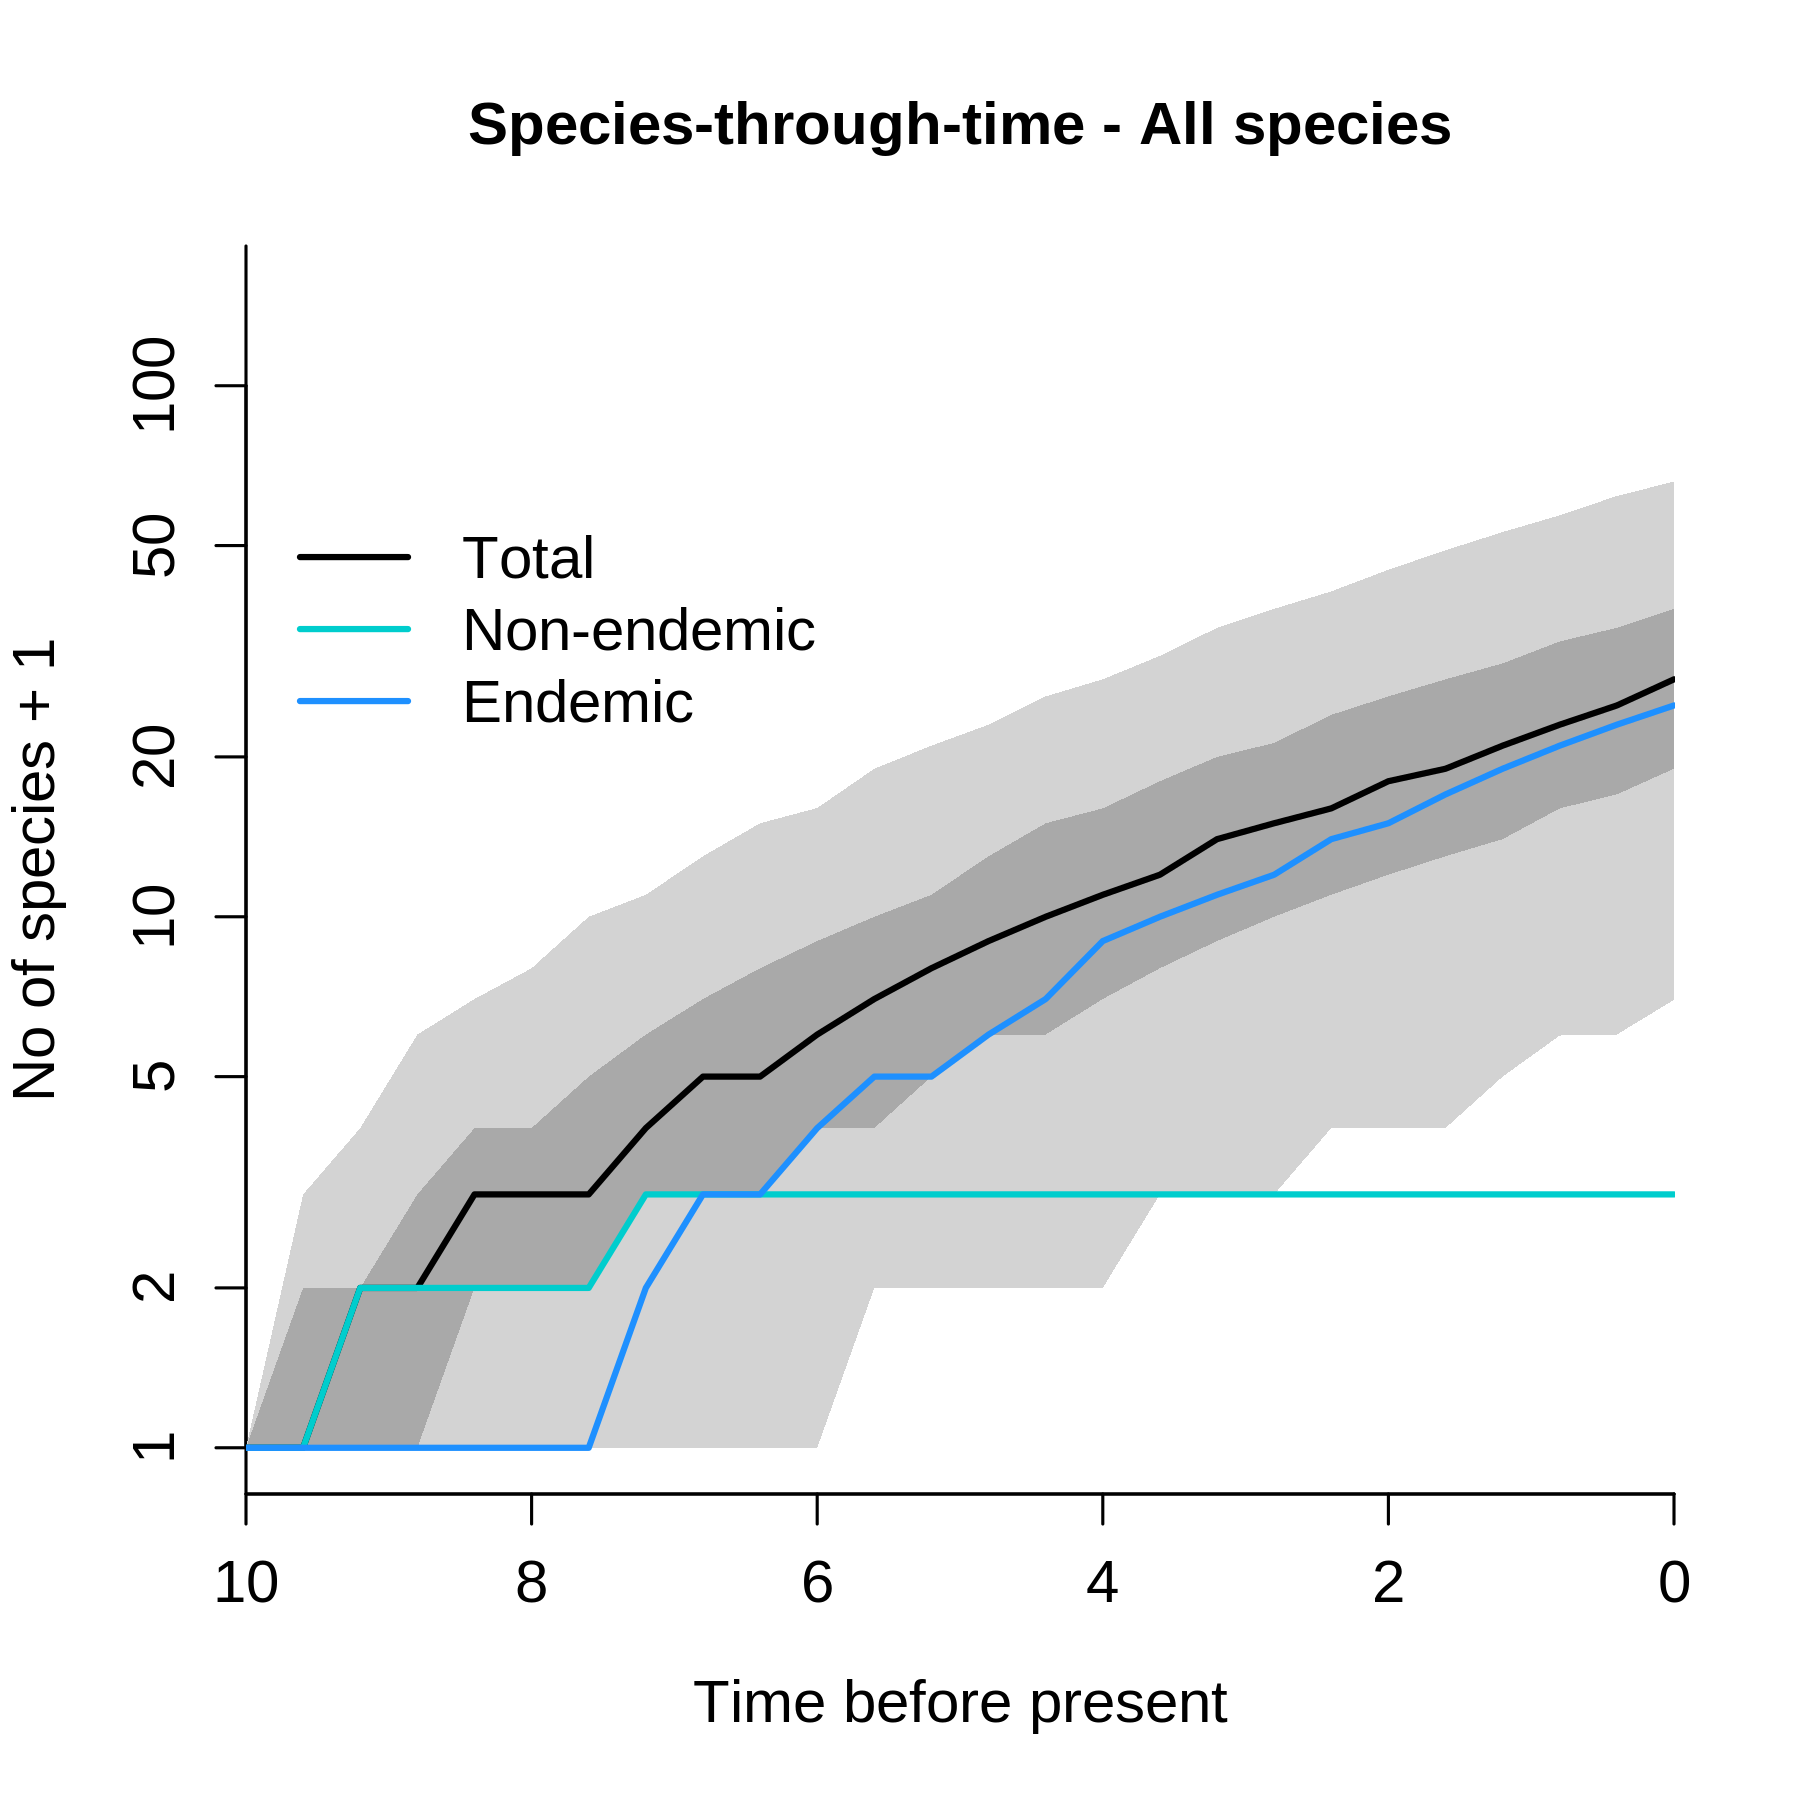 Species-through-time - All species
100
50
20
10
5
2
1
No of species + 1
Total
Non-endemic
Endemic
10 8 6 4 2 0
Time before present